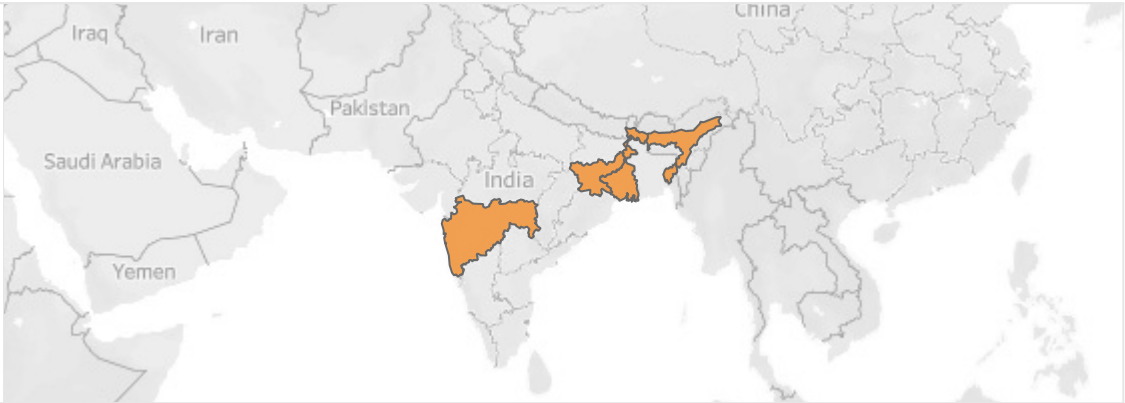 China
Iraq
Iran
Pakistan
Saudi Arabia
India
Yemen